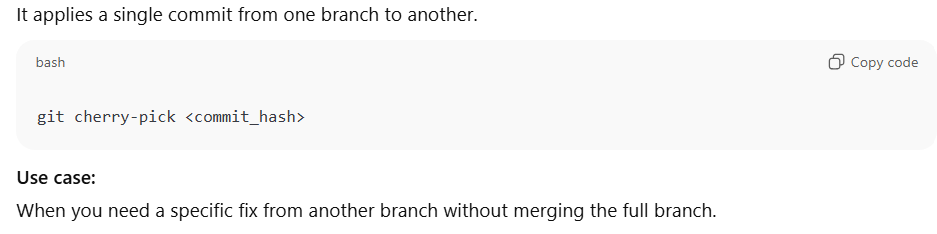 It applies a single commit from one branch to another.
bash
Copy code
git cherry-pick <commit_hash>
Use case:
When you need a specific fix from another branch without merging the full branch.